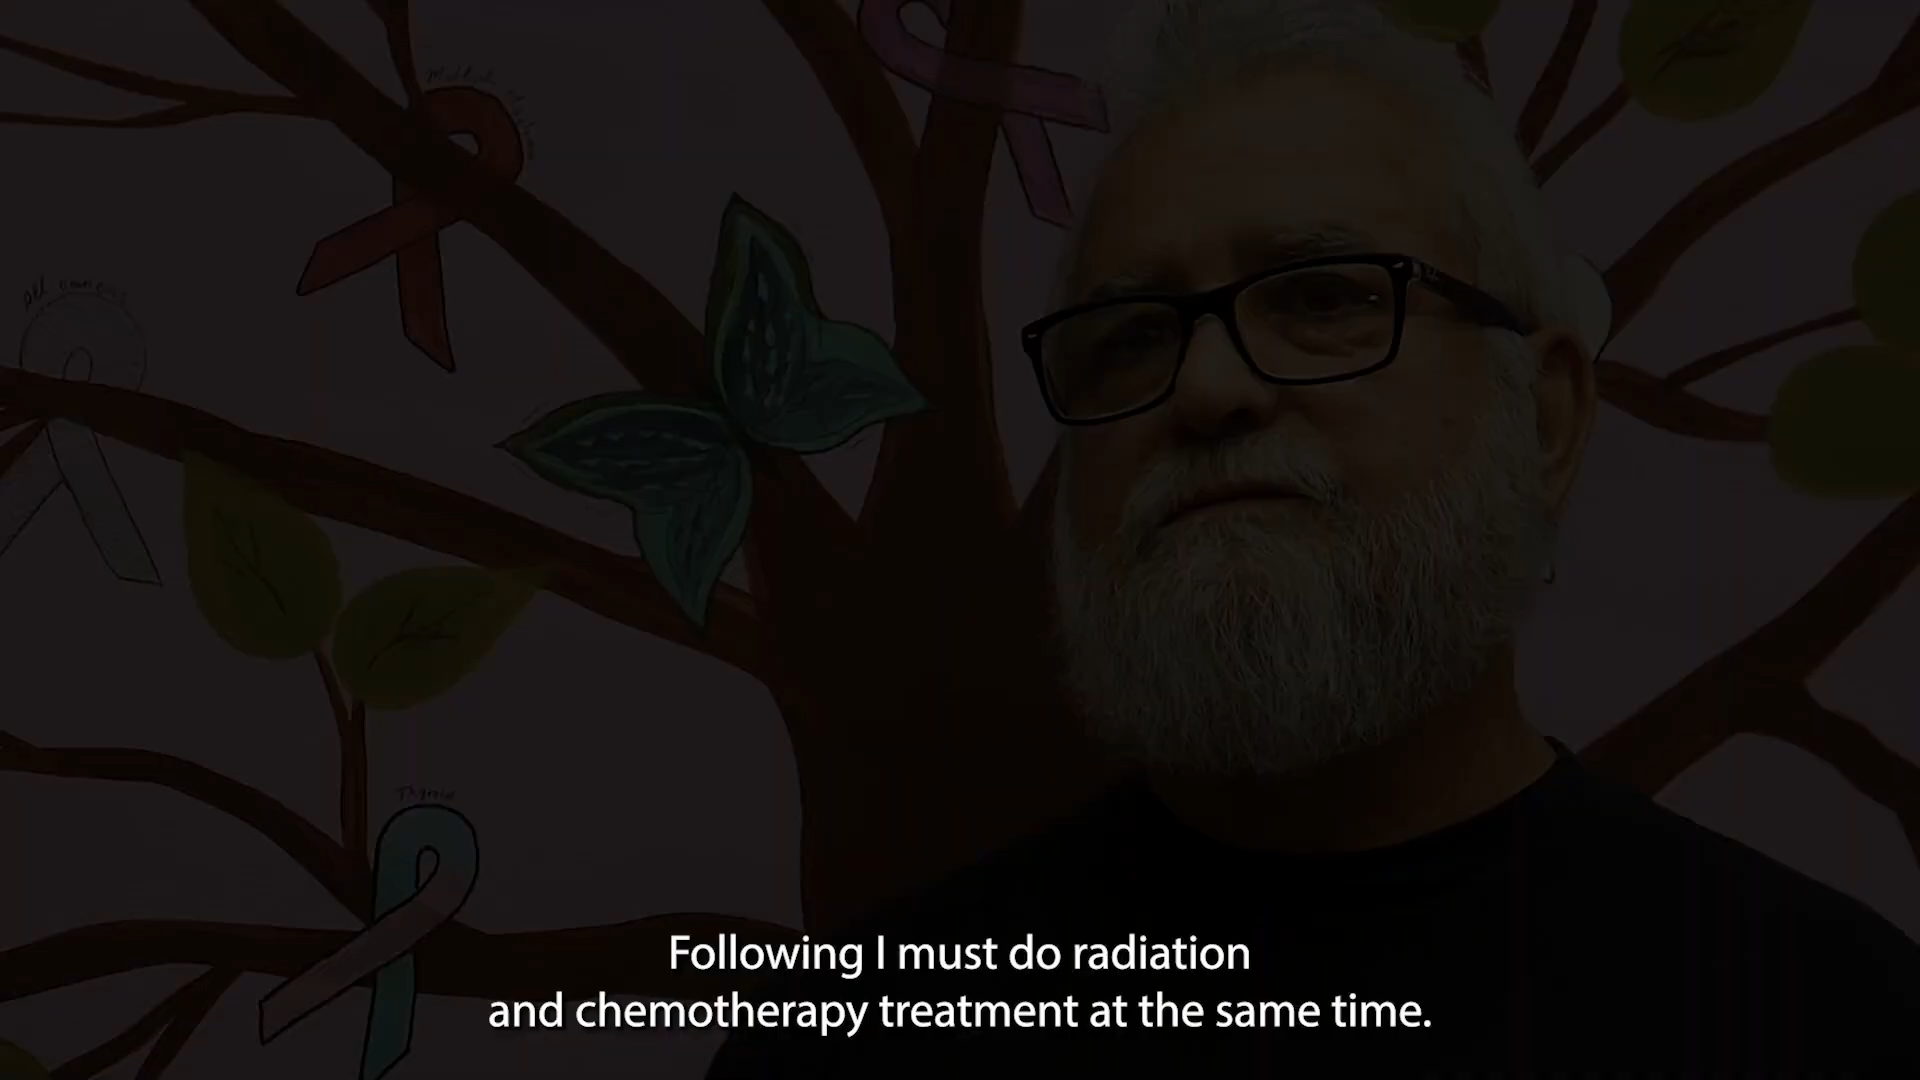 Thyroid
Following I must do radiation
and chemotherapy treatment at the same time.